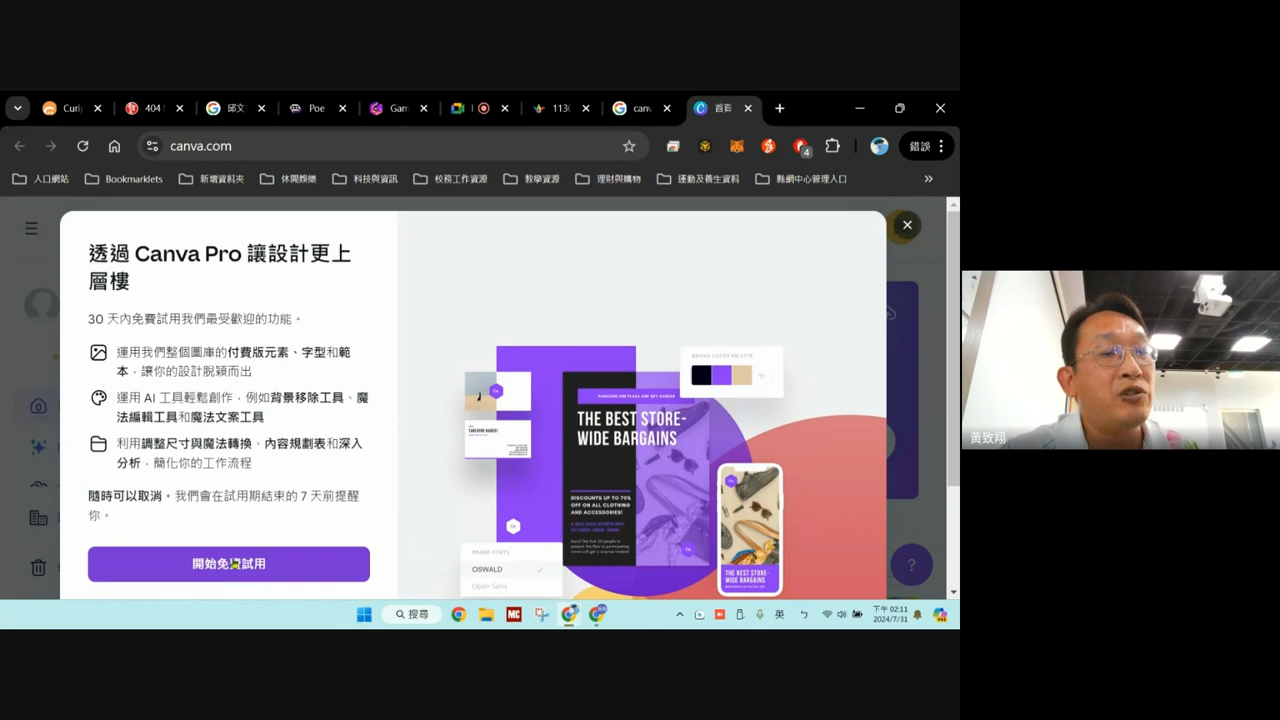 Curi
404
邱文
Poe
Gam
113
canv
首頁
canva.com
4
錯誤
人口網站
Bookmarklets
新增資料夾
休閒娛樂
科技與資訊
校務工作資源
教學資源
理財與購物
運動及養生資料
縣網中心管理入口
透過 Canva Pro 讓設計更上
層樓
30 天內免費試用我們最受歡迎的功能。
運用我們整個圖庫的付費版元素、字型和範
本，讓你的設計脫穎而出
運用 AI 工具輕鬆創作，例如背景移除工具、魔
法編輯工具和魔法文案工具
利用調整尺寸與魔法轉換、內容規劃表和深入
分析，簡化你的工作流程
隨時可以取消。我們會在試用期結束的 7 天前提醒
你。
開始免費試用
BRAND COLOR PALETTE
THE BEST STORE-
WIDE BARGAINS
DISCOUNTS UP TO 70%
OFF ON ALL CLOTHING
AND ACCESSORIES!
BRAND FONTS
OSWALD
Open Sans
THE BEST STORE-
WIDE BARGAINS
?
黃致翔
搜尋
MC
英
ㄅ
下午 02:11
2024/7/31